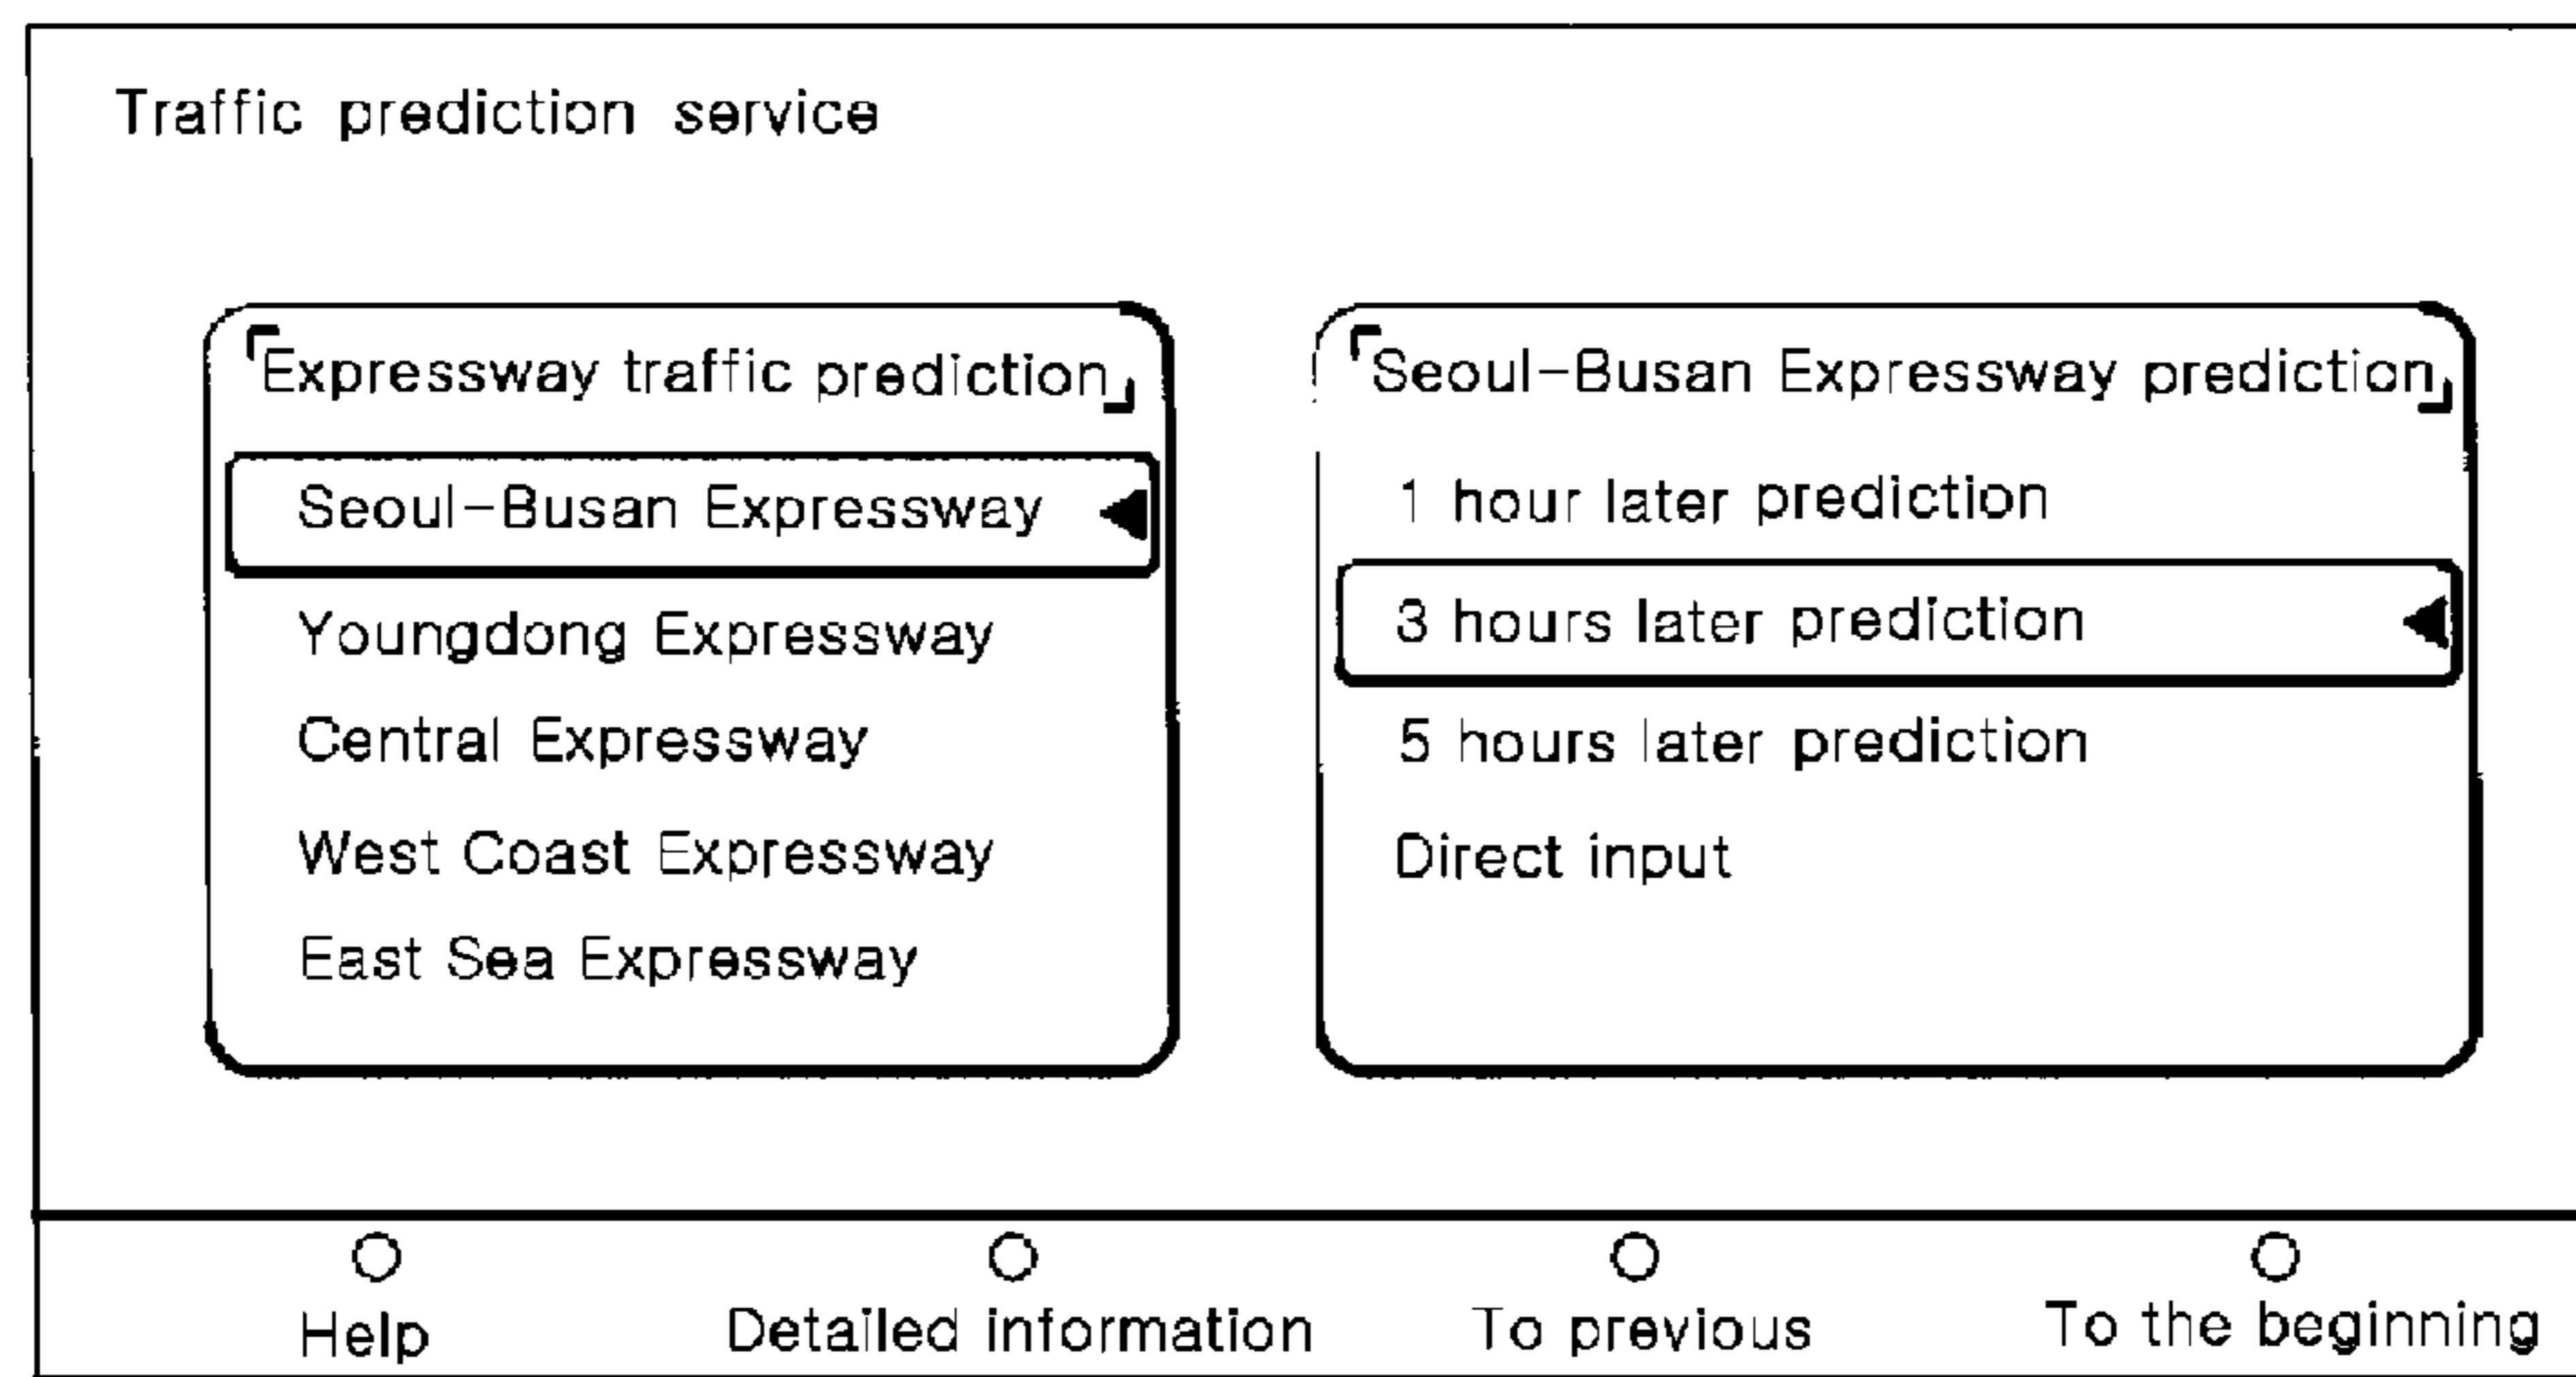 Traffic prediction service
「Expressway traffic prediction」
Seoul-Busan Expressway ◀
Youngdong Expressway
Central Expressway
West Coast Expressway
East Sea Expressway
「Seoul-Busan Expressway prediction」
1 hour later prediction
3 hours later prediction ◀
5 hours later prediction
Direct input
Help
Detailed information
To previous
To the beginning